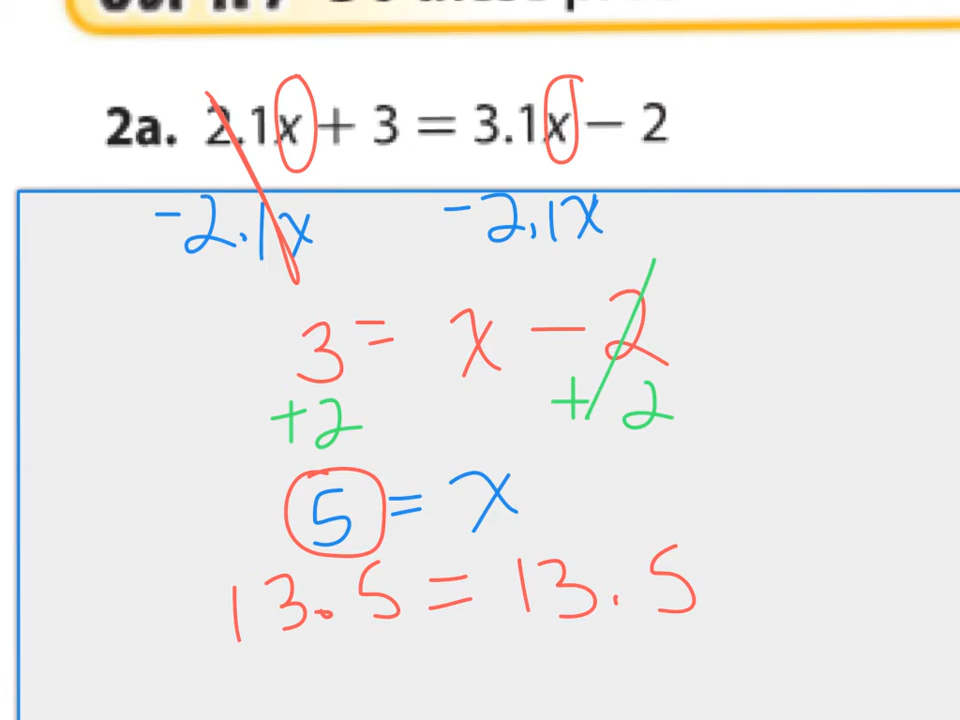 2a. 2.1x + 3 = 3.1x − 2
-2.1x -2.1x
3 = x - 2
+2 +2
5 = x
13.5 = 13.5